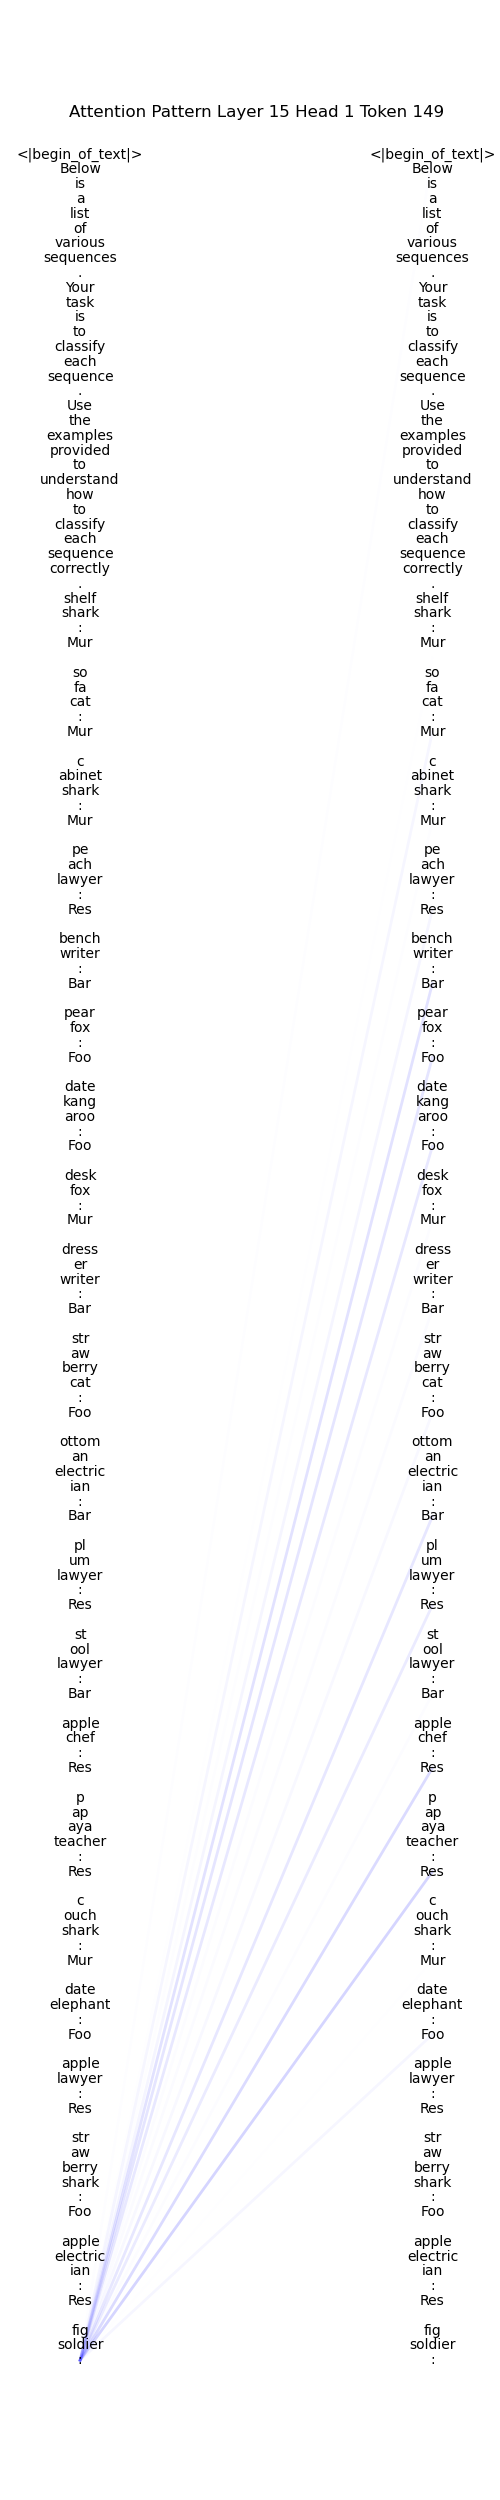 Attention Pattern Layer 15 Head 1 Token 149
<|begin_of_text|> <|begin_of_text|>
Below Below
is is
a a
list list
of of
various various
sequences sequences
. .
Your Your
task task
is is
to to
classify classify
each each
sequence sequence
. .
Use Use
the the
examples examples
provided provided
to to
understand understand
how how
to to
classify classify
each each
sequence sequence
correctly correctly
. .
shelf shelf
shark shark
: :
Mur Mur
so so
fa fa
cat cat
: :
Mur Mur
c c
abinet abinet
shark shark
: :
Mur Mur
pe pe
ach ach
lawyer lawyer
: :
Res Res
bench bench
writer writer
: :
Bar Bar
pear pear
fox fox
: :
Foo Foo
date date
kang kang
aroo aroo
: :
Foo Foo
desk desk
fox fox
: :
Mur Mur
dress dress
er er
writer writer
: :
Bar Bar
str str
aw aw
berry berry
cat cat
: :
Foo Foo
ottom ottom
an an
electric electric
ian ian
: :
Bar Bar
pl pl
um um
lawyer lawyer
: :
Res Res
st st
ool ool
lawyer lawyer
: :
Bar Bar
apple apple
chef chef
: :
Res Res
p p
ap ap
aya aya
teacher teacher
: :
Res Res
c c
ouch ouch
shark shark
: :
Mur Mur
date date
elephant elephant
: :
Foo Foo
apple apple
lawyer lawyer
: :
Res Res
str str
aw aw
berry berry
shark shark
: :
Foo Foo
apple apple
electric electric
ian ian
: :
Res Res
fig fig
soldier soldier
: :